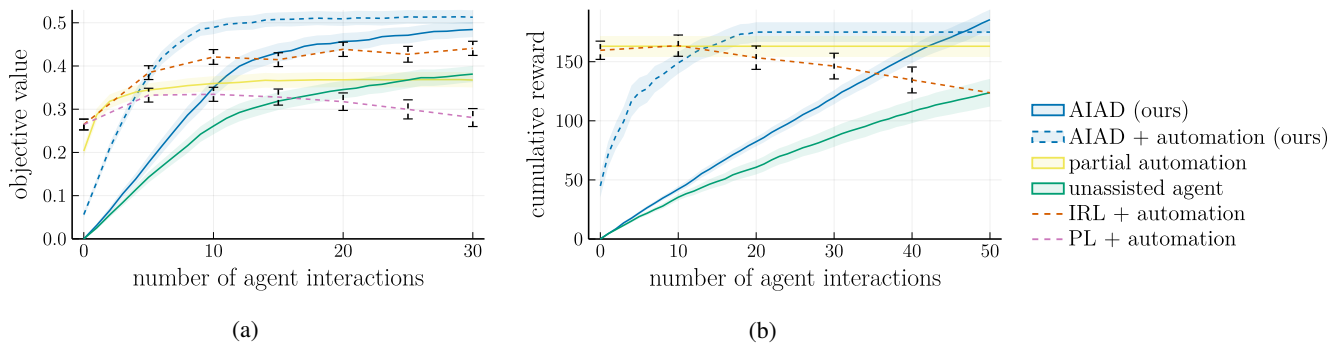 objective value
0.5
0.4
0.3
0.2
0.1
0.0
0 10 20 30
number of agent interactions
(a)
cumulative reward
150
100
50
0
0 10 20 30 40 50
number of agent interactions
(b)
AIAD (ours)
AIAD + automation (ours)
partial automation
unassisted agent
IRL + automation
PL + automation